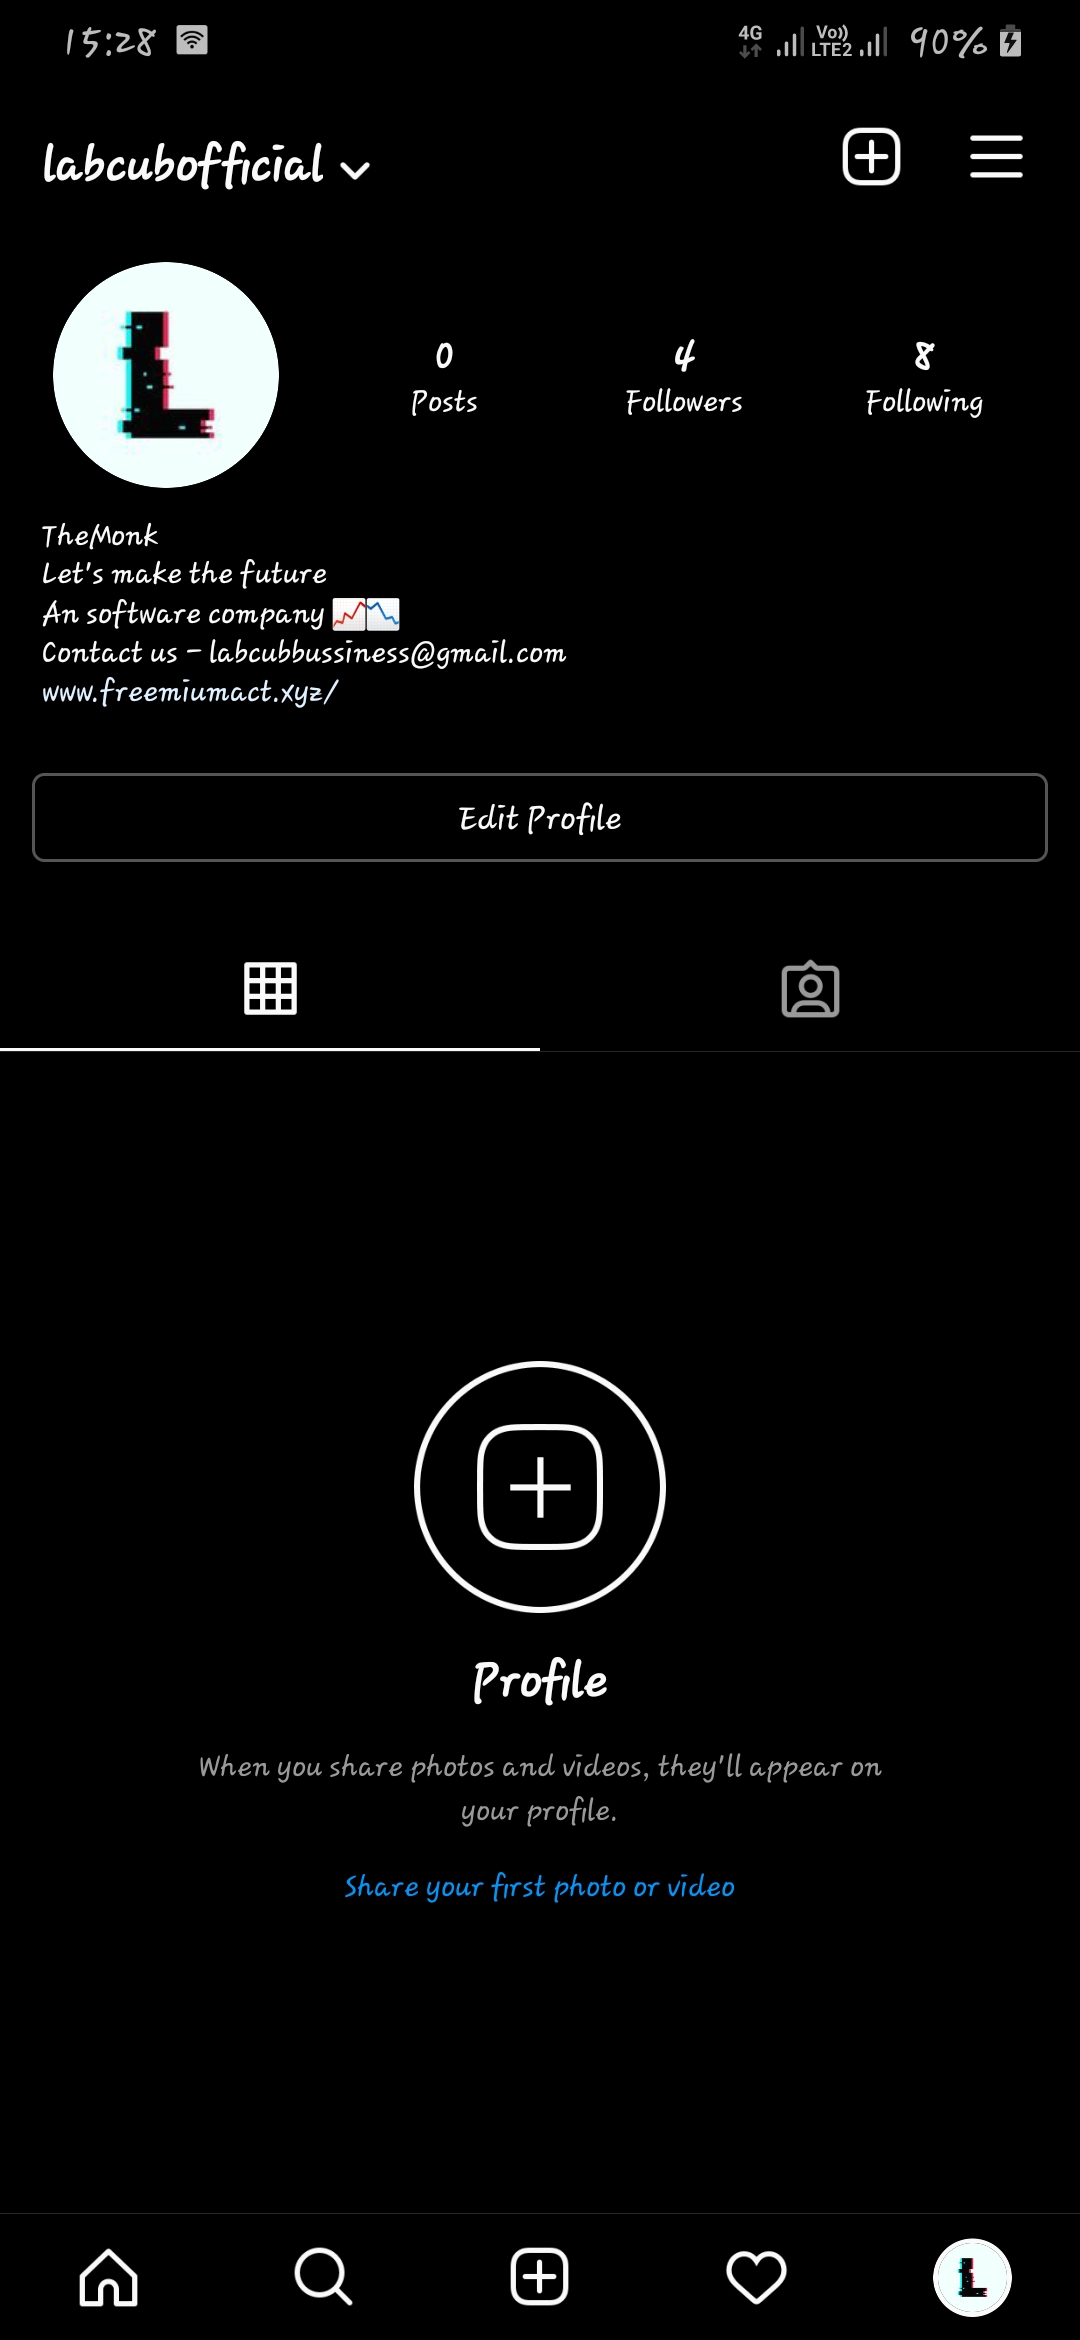 15:28 4G Vo)) LTE2 90%
labcubofficial
L
0 4 8
Posts Followers Following
TheMonk
Let's make the future
An software company 📈📉
Contact us - labcubbussiness@gmail.com
www.freemiumact.xyz/
Edit Profile
Profile
When you share photos and videos, they'll appear on
your profile.
Share your first photo or video
L